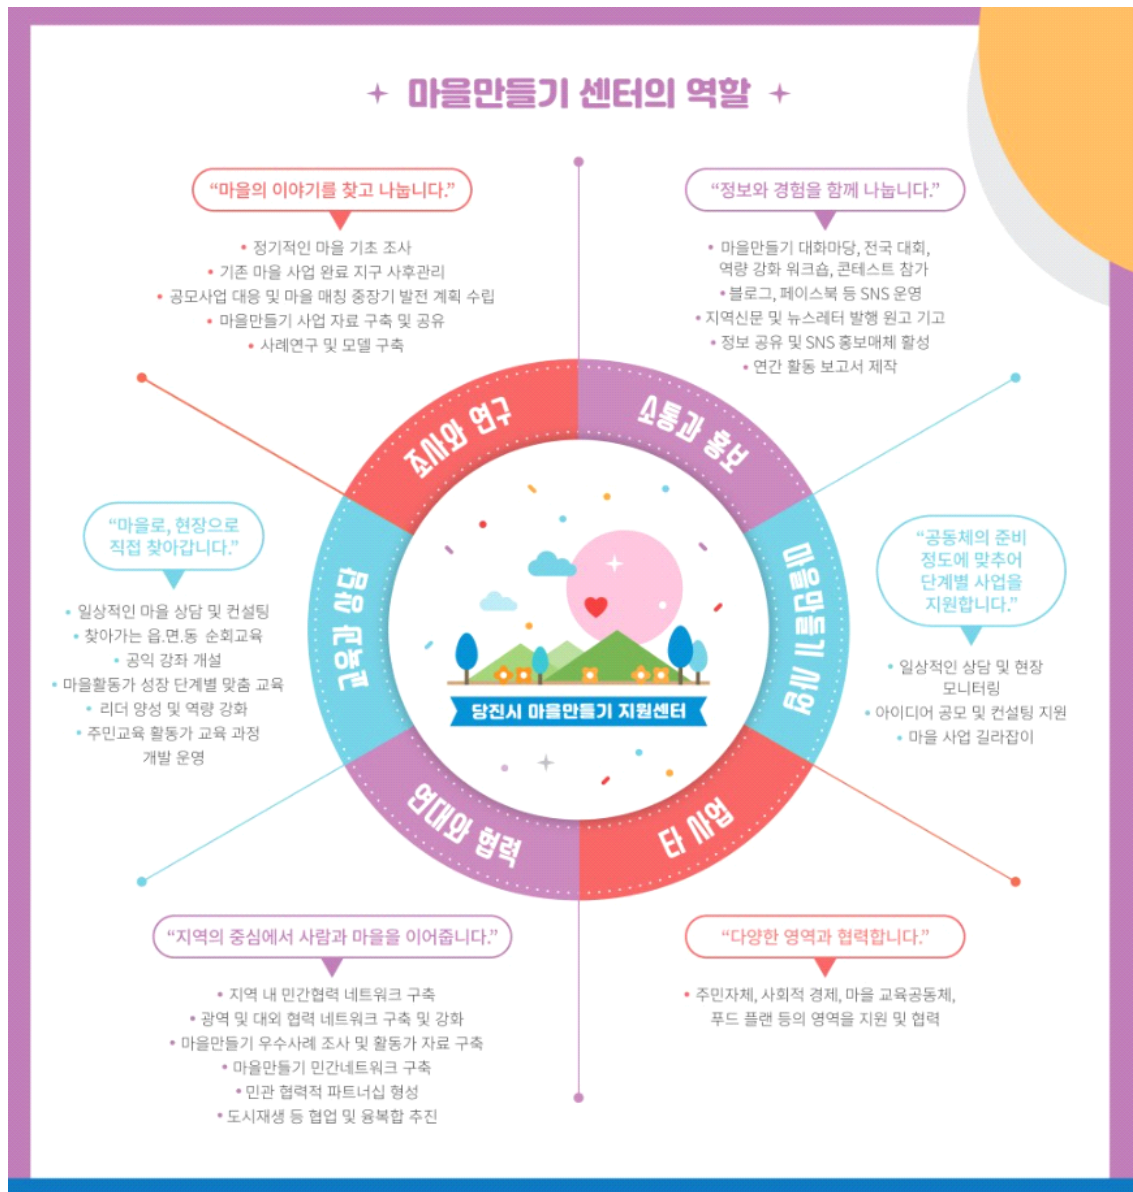 마을만들기 센터의 역할
“마을의 이야기를 찾고 나눕니다.”
• 정기적인 마을 기초 조사
• 기존 마을 사업 완료 지구 사후관리
• 공모사업 대응 및 마을 매칭 중장기 발전 계획 수립
• 마을만들기 사업 자료 구축 및 공유
• 사례연구 및 모델 구축
“정보와 경험을 함께 나눕니다.”
• 마을만들기 대화마당, 전국 대회,
역량 강화 워크숍, 콘테스트 참가
• 블로그, 페이스북 등 SNS 운영
• 지역신문 및 뉴스레터 발행 원고 기고
• 정보 공유 및 SNS 홍보매체 활성
• 연간 활동 보고서 제작
조사와 연구
소통과 홍보
“마을로, 현장으로
직접 찾아갑니다.”
• 일상적인 마을 상담 및 컨설팅
• 찾아가는 읍.면.동 순회교육
• 공익 강좌 개설
• 마을활동가 성장 단계별 맞춤 교육
• 리더 양성 및 역량 강화
• 주민교육 활동가 교육 과정
개발 운영
교육과 상담
당진시 마을만들기 지원센터
마을만들기 사업
“공동체의 준비
정도에 맞추어
단계별 사업을
지원합니다.”
• 일상적인 상담 및 현장
모니터링
• 아이디어 공모 및 컨설팅 지원
• 마을 사업 길라잡이
연대와 협력
타 사업
“지역의 중심에서 사람과 마을을 이어줍니다.”
• 지역 내 민간협력 네트워크 구축
• 광역 및 대외 협력 네트워크 구축 및 강화
• 마을만들기 우수사례 조사 및 활동가 자료 구축
• 마을만들기 민간네트워크 구축
• 민관 협력적 파트너십 형성
• 도시재생 등 협업 및 융복합 추진
“다양한 영역과 협력합니다.”
• 주민자체, 사회적 경제, 마을 교육공동체,
푸드 플랜 등의 영역을 지원 및 협력